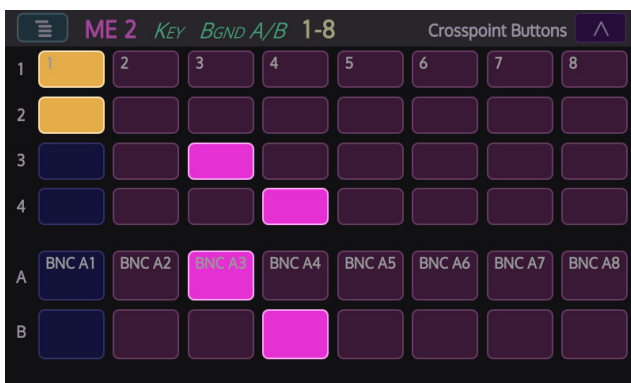 ME 2 KEY BGND A/B 1-8 Crosspoint Buttons
1 1 2 3 4 5 6 7 8
2
3
4
A BNC A1 BNC A2 BNC A3 BNC A4 BNC A5 BNC A6 BNC A7 BNC A8
B